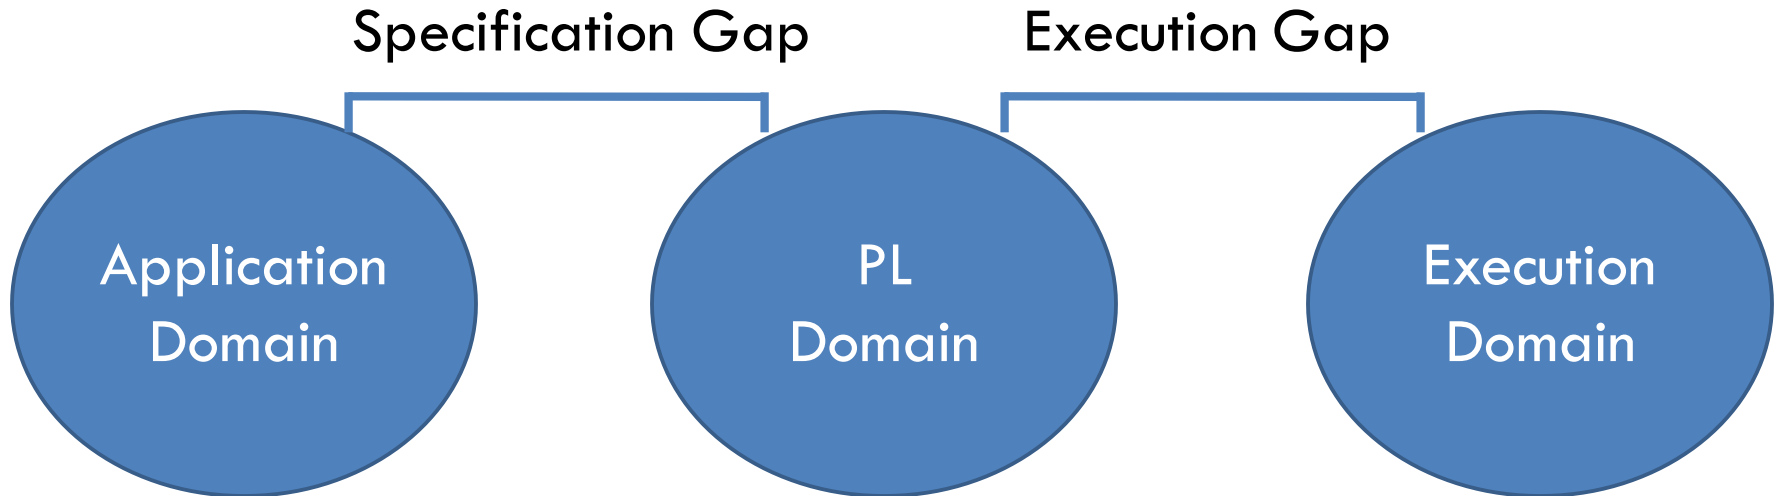 Specification Gap
Execution Gap
Application
Domain
PL
Domain
Execution
Domain